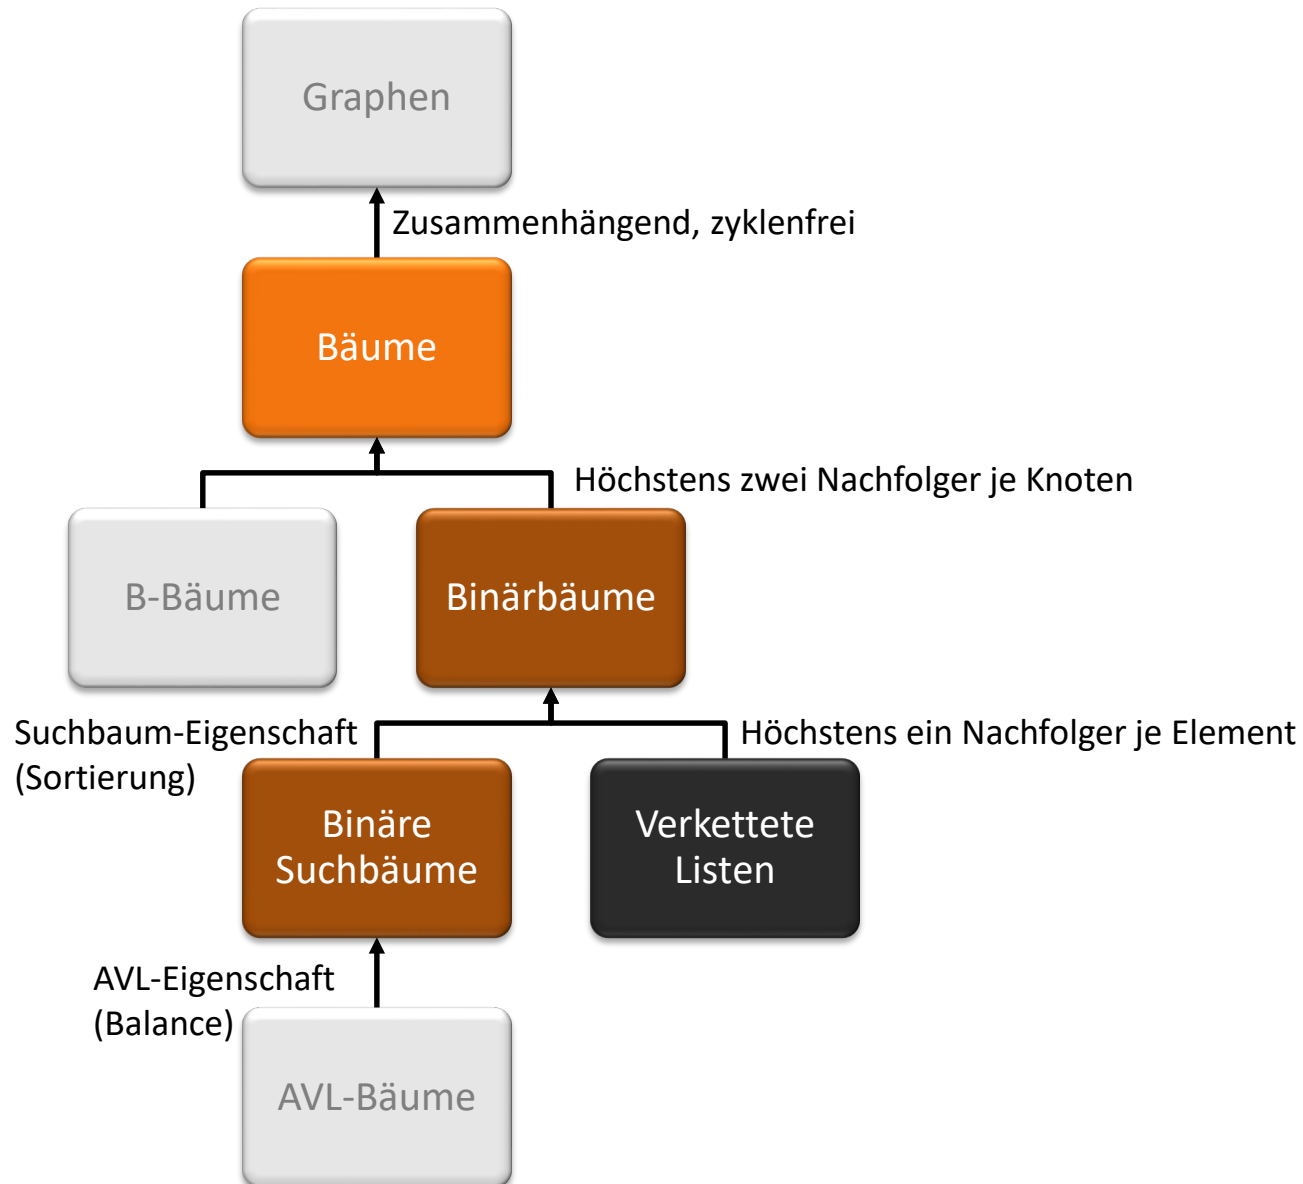 Graphen
Zusammenhängend, zyklenfrei
Bäume
Höchstens zwei Nachfolger je Knoten
B-Bäume
Binärbäume
Suchbaum-Eigenschaft
(Sortierung)
Höchstens ein Nachfolger je Element
Binäre
Suchbäume
Verkettete
Listen
AVL-Eigenschaft
(Balance)
AVL-Bäume